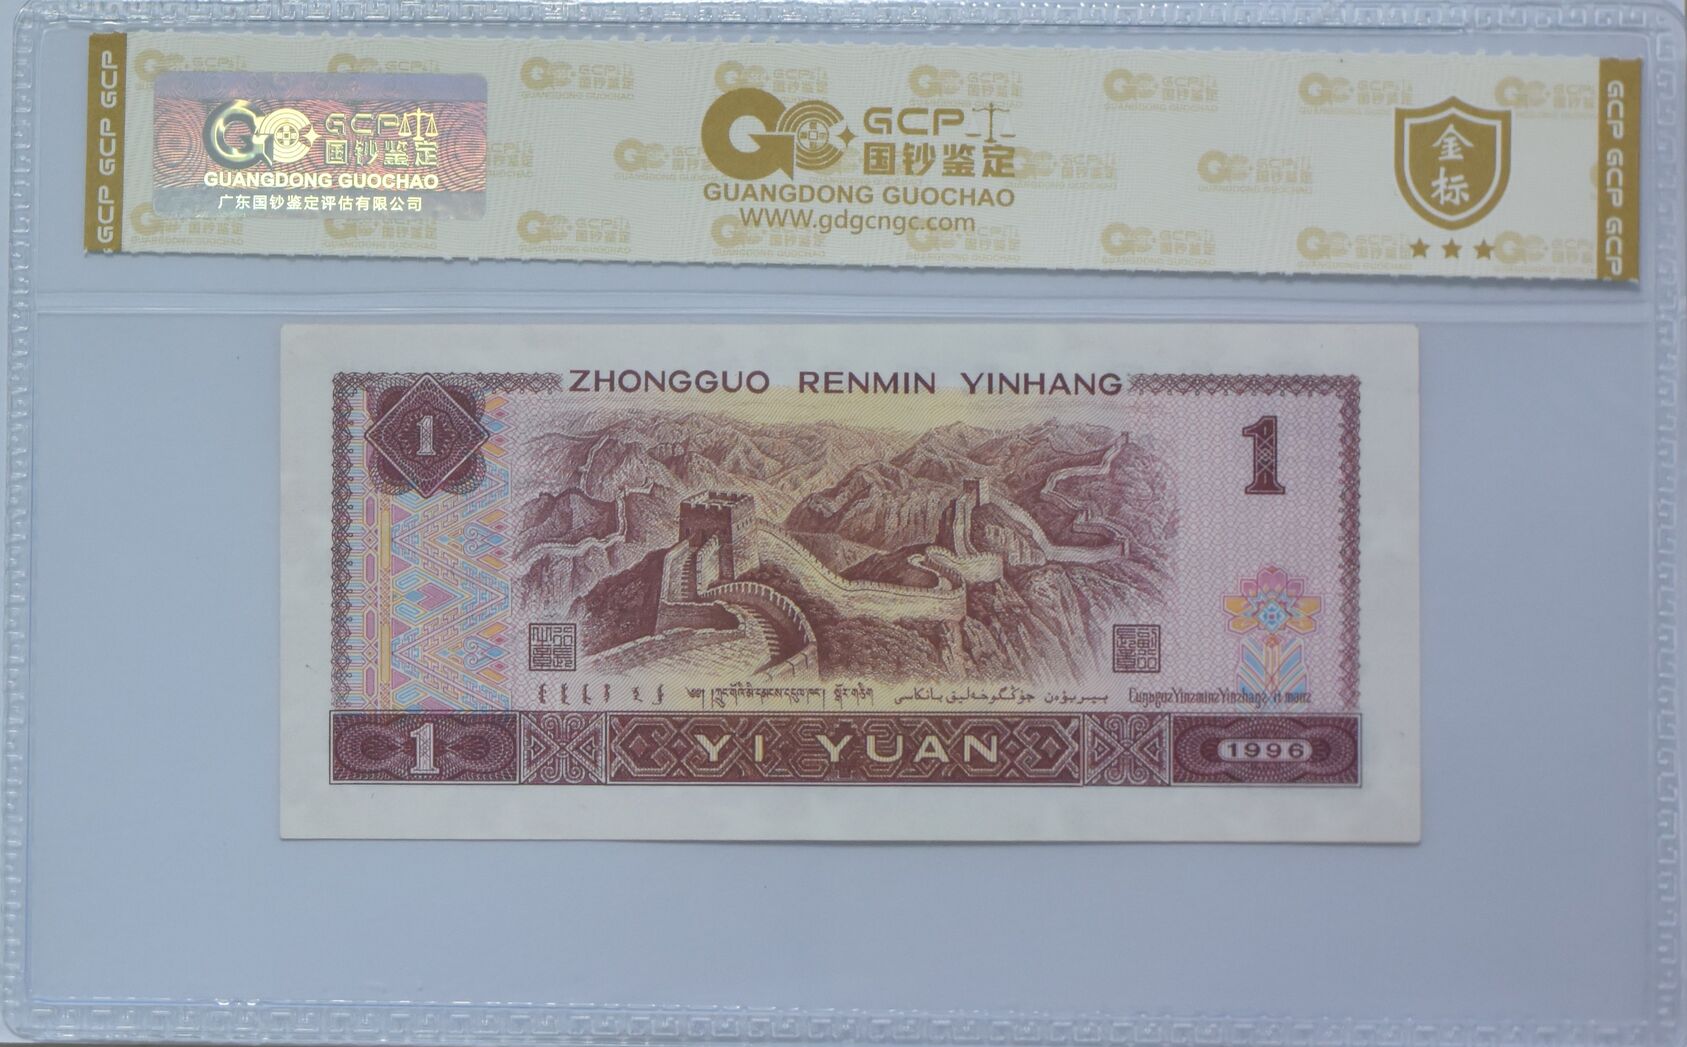 GCP GCP GCP
GCP
国钞鉴定
GUANGDONG GUOCHAO
广东国钞鉴定评估有限公司
GCP
国钞鉴定
GUANGDONG GUOCHAO
WWW.gdgcngc.com
金标
GCP GCP GCP
ZHONGGUO RENMIN YINHANG
1
1
1
YI YUAN
1996